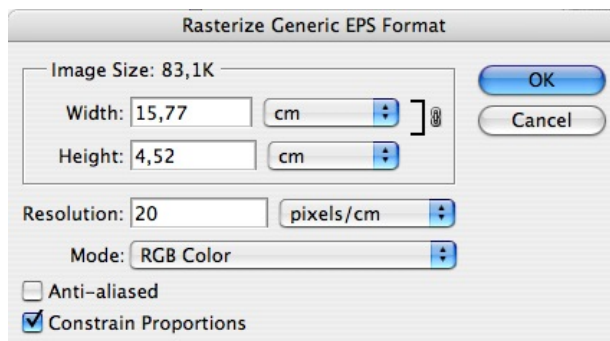 Rasterize Generic EPS Format
Image Size: 83,1K
OK
Width: 15,77 cm
Cancel
Height: 4,52 cm
Resolution: 20 pixels/cm
Mode: RGB Color
Anti-aliased
Constrain Proportions